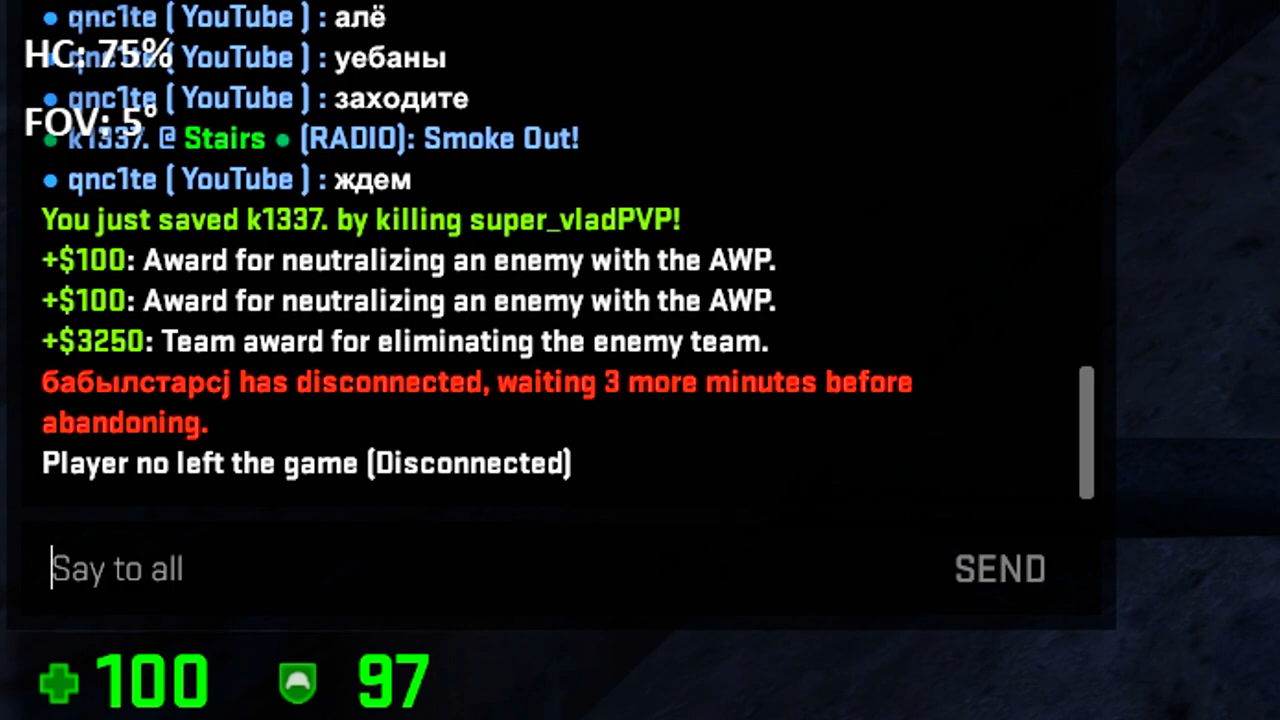 ● qnc1te ( YouTube ) : алё
HC: 75%
● qnc1te ( YouTube ) : уебаны
● qnc1te ( YouTube ) : заходите
FOV: 5°
● k1337. @ Stairs ● (RADIO): Smoke Out!
● qnc1te ( YouTube ) : ждем
You just saved k1337. by killing super_vladPVP!
+$100: Award for neutralizing an enemy with the AWP.
+$100: Award for neutralizing an enemy with the AWP.
+$3250: Team award for eliminating the enemy team.
бабылстарсj has disconnected, waiting 3 more minutes before
abandoning.
Player no left the game (Disconnected)
Say to all
SEND
100
97